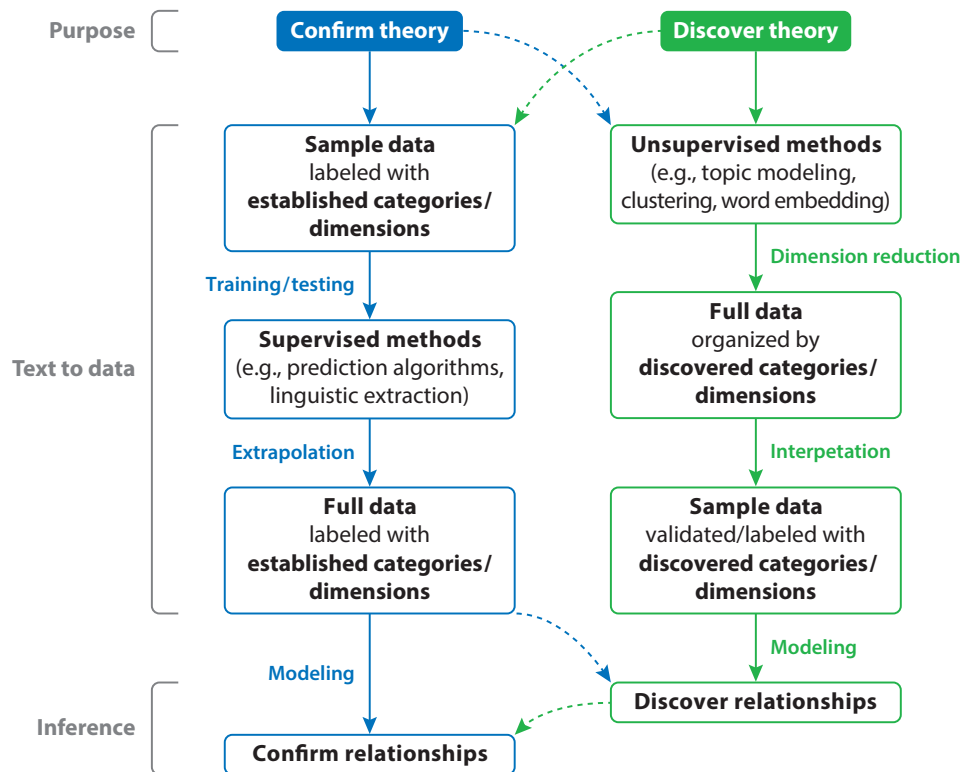 Purpose
Confirm theory
Discover theory
Text to data
Sample data
labeled with
established categories/
dimensions
Unsupervised methods
(e.g., topic modeling,
clustering, word embedding)
Training/testing
Dimension reduction
Supervised methods
(e.g., prediction algorithms,
linguistic extraction)
Full data
organized by
discovered categories/
dimensions
Extrapolation
Interpetation
Full data
labeled with
established categories/
dimensions
Sample data
validated/labeled with
discovered categories/
dimensions
Modeling
Modeling
Inference
Discover relationships
Confirm relationships